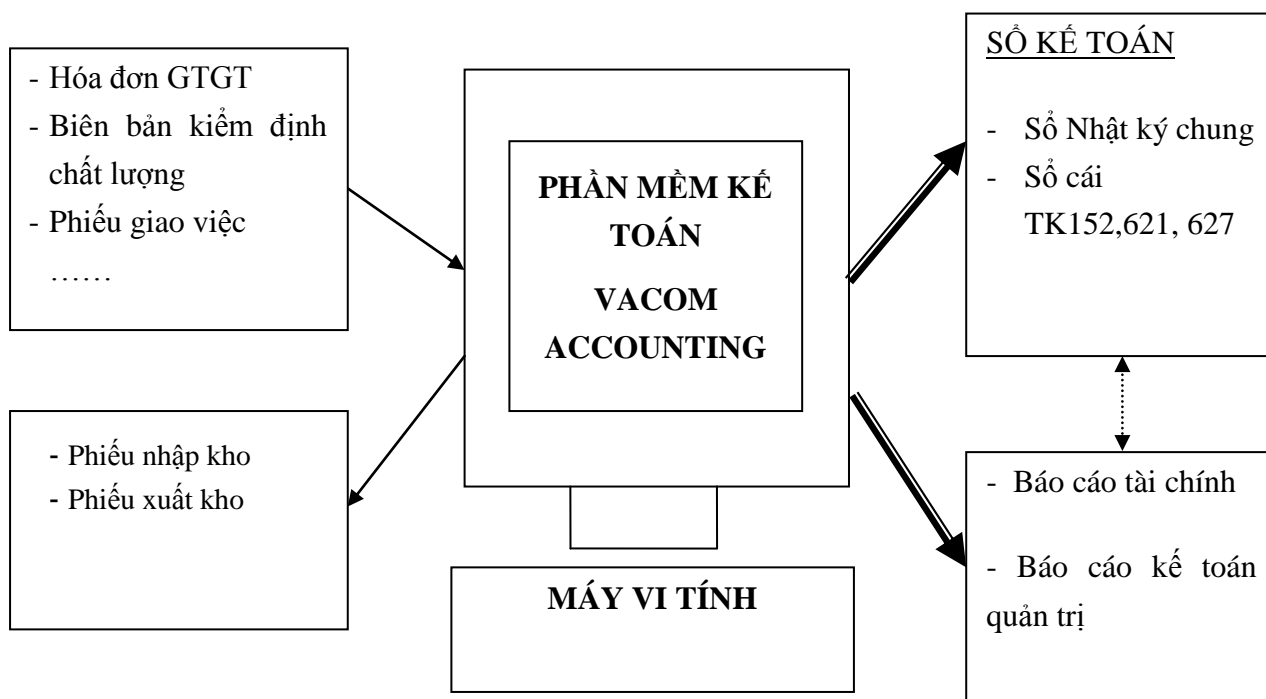 - Hóa đơn GTGT
- Biên bản kiểm định
chất lượng
- Phiếu giao việc
……
- Phiếu nhập kho
- Phiếu xuất kho
PHẦN MỀM KẾ
TOÁN
VACOM
ACCOUNTING
MÁY VI TÍNH
SỔ KẾ TOÁN
- Sổ Nhật ký chung
- Sổ cái
TK152,621, 627
- Báo cáo tài chính
- Báo cáo kế toán
quản trị